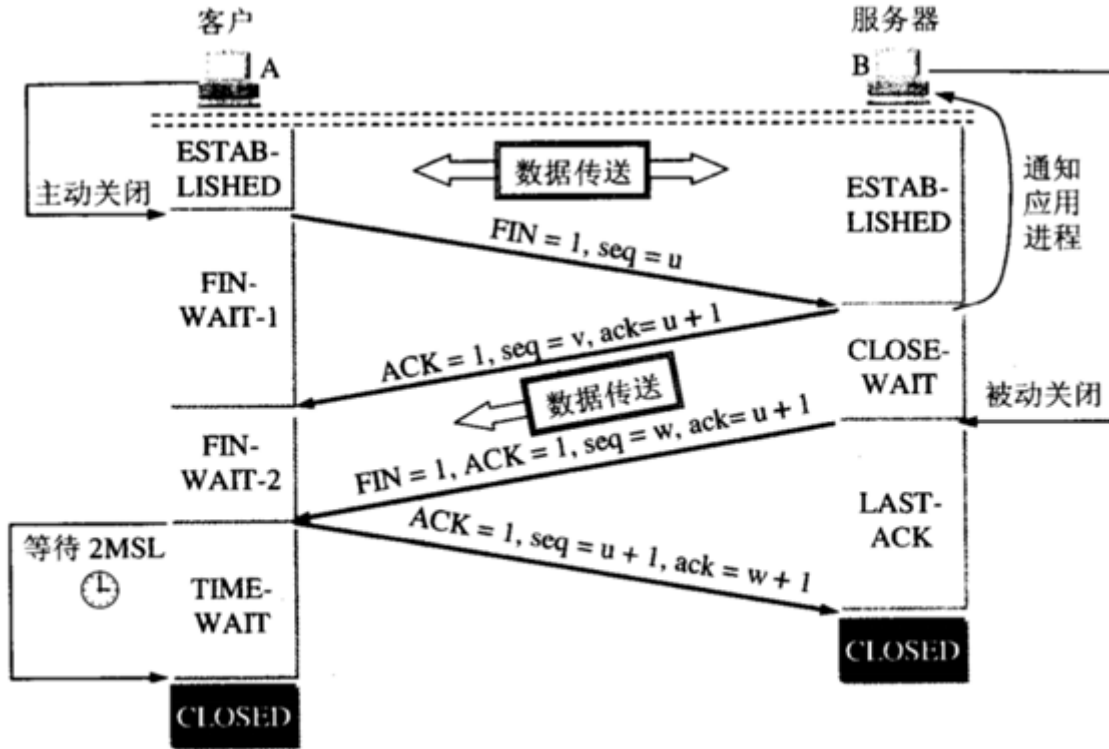 客户
服务器
A
B
ESTAB-
LISHED
数据传送
ESTAB-
LISHED
通知
应用
进程
主动关闭
FIN = 1, seq = u
FIN-
WAIT-1
ACK = 1, seq = v, ack= u + 1
CLOSE-
WAIT
数据传送
被动关闭
FIN = 1, ACK = 1, seq = w, ack= u + 1
FIN-
WAIT-2
LAST-
ACK
ACK = 1, seq = u + 1, ack = w + 1
等待 2MSL
TIME-
WAIT
CLOSED
CLOSED